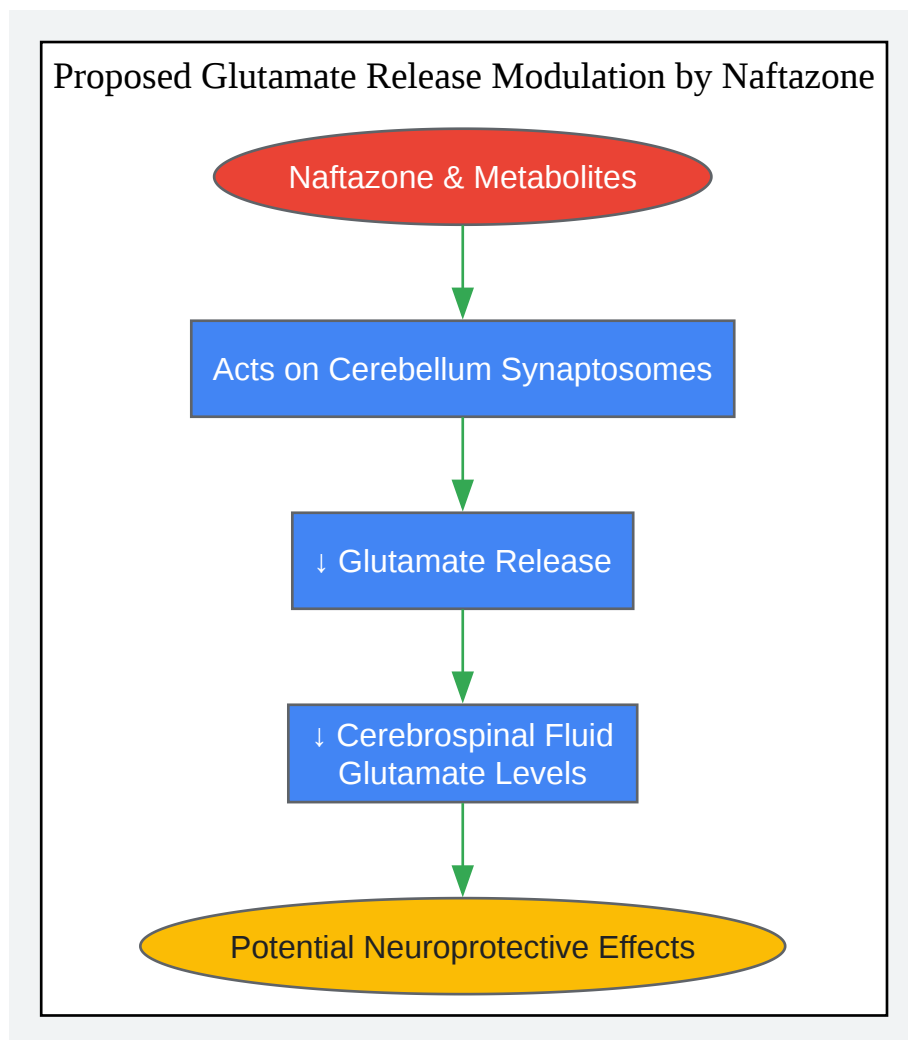 Proposed Glutamate Release Modulation by Naftazone
Naftazone & Metabolites
Acts on Cerebellum Synaptosomes
↓ Glutamate Release
↓ Cerebrospinal Fluid
Glutamate Levels
Potential Neuroprotective Effects